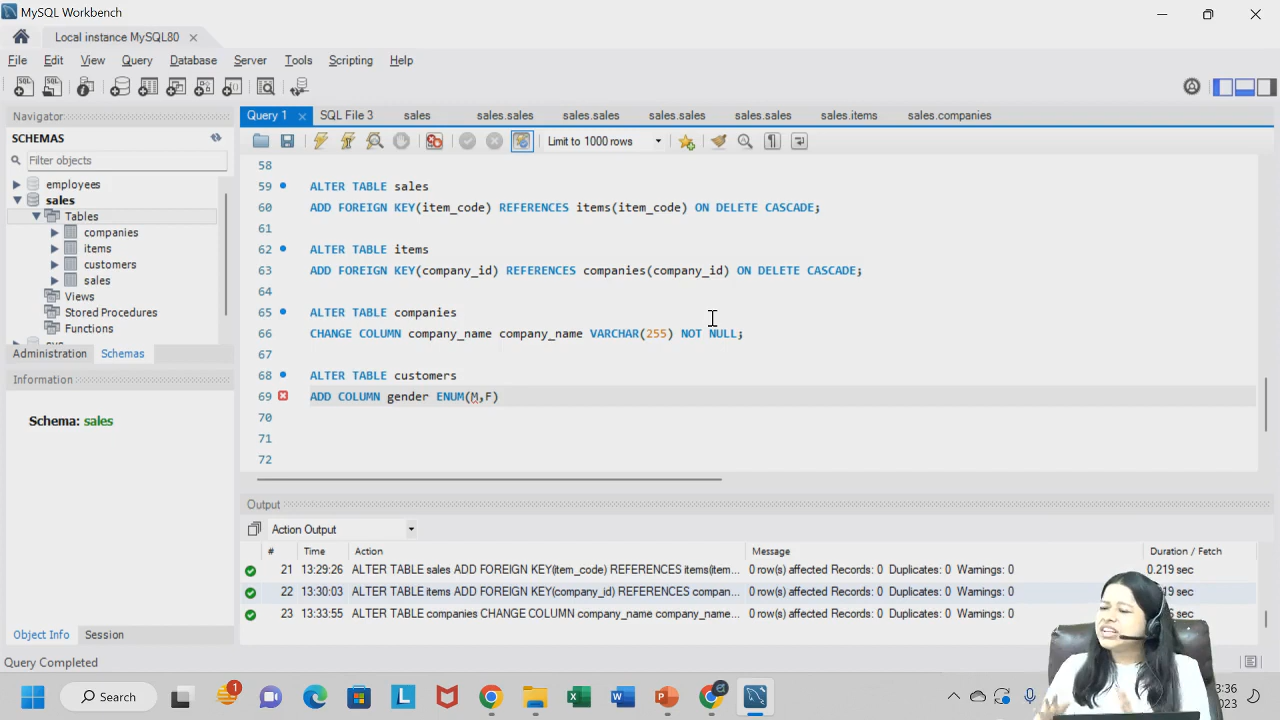 MySQL Workbench
Local instance MySQL80
File Edit View Query Database Server Tools Scripting Help
Navigator
SCHEMAS
Filter objects
employees
sales
Tables
companies
items
customers
sales
Views
Stored Procedures
Functions
Administration Schemas
Information
Schema: sales
Object Info Session
Query Completed
Query 1 SQL File 3 sales sales.sales sales.sales sales.sales sales.sales sales.items sales.companies
Limit to 1000 rows
58
59 ALTER TABLE sales
60 ADD FOREIGN KEY(item_code) REFERENCES items(item_code) ON DELETE CASCADE;
61
62 ALTER TABLE items
63 ADD FOREIGN KEY(company_id) REFERENCES companies(company_id) ON DELETE CASCADE;
64
65 ALTER TABLE companies
66 CHANGE COLUMN company_name company_name VARCHAR(255) NOT NULL;
67
68 ALTER TABLE customers
69 ADD COLUMN gender ENUM(M,F)
70
71
72
Output
Action Output
# Time Action Message Duration / Fetch
21 13:29:26 ALTER TABLE sales ADD FOREIGN KEY(item_code) REFERENCES items(item... 0 row(s) affected Records: 0 Duplicates: 0 Warnings: 0 0.219 sec
22 13:30:03 ALTER TABLE items ADD FOREIGN KEY(company_id) REFERENCES compan... 0 row(s) affected Records: 0 Duplicates: 0 Warnings: 0 sec
23 13:33:55 ALTER TABLE companies CHANGE COLUMN company_name company_name... 0 row(s) affected Records: 0 Duplicates: 0 Warnings: 0 sec
Search